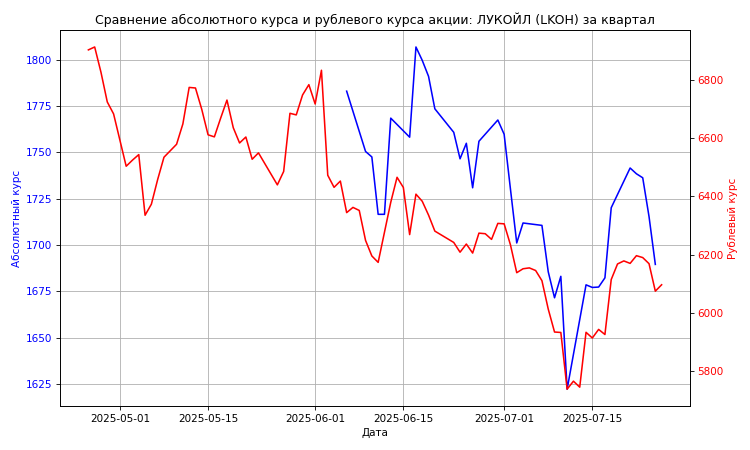 Сравнение абсолютного курса и рублевого курса акции: ЛУКОЙЛ (LKOH) за квартал
Абсолютный курс
1800
1775
1750
1725
1700
1675
1650
1625
6800
6600
6400
6200
6000
5800
Рублевый курс
2025-05-01 2025-05-15 2025-06-01 2025-06-15 2025-07-01 2025-07-15
Дата